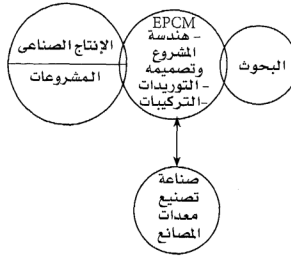 الإنتاج الصناعى
المشروعات
EPCM
- هندسة
المشروع
وتصميمه
- التوريدات
-التركيبات
البحوث
صناعة
تصنيع
معدات
المصانع